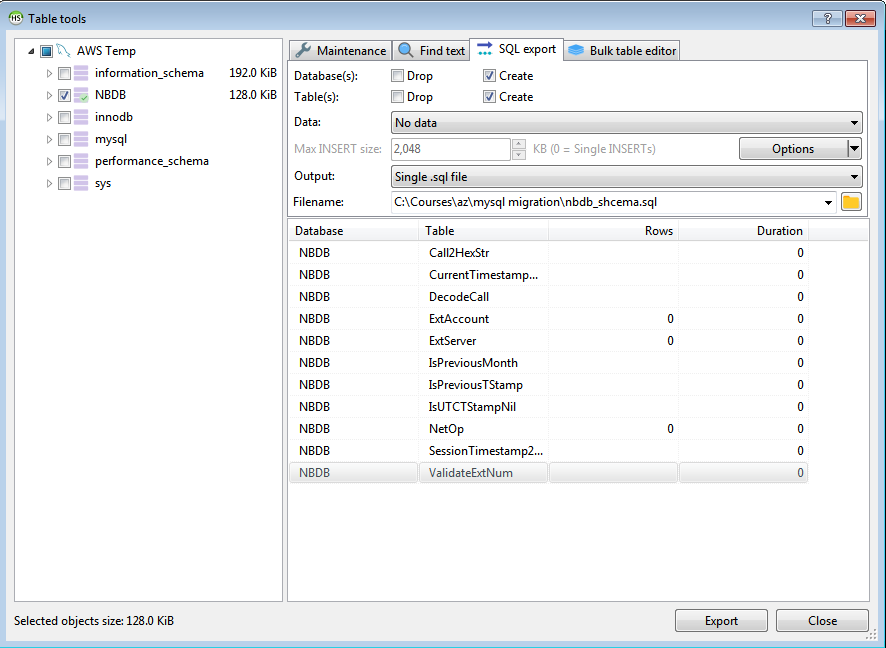 HS Table tools ?
AWS Temp
information_schema 192.0 KiB
NBDB 128.0 KiB
innodb
mysql
performance_schema
sys
Maintenance Find text SQL export Bulk table editor
Database(s): Drop Create
Table(s): Drop Create
Data: No data
Max INSERT size: 2,048 KB (0 = Single INSERTs) Options
Output: Single .sql file
Filename: C:\Courses\az\mysql migration\nbdb_shcema.sql
Database Table Rows Duration
NBDB Call2HexStr 0
NBDB CurrentTimestamp... 0
NBDB DecodeCall 0
NBDB ExtAccount 0 0
NBDB ExtServer 0 0
NBDB IsPreviousMonth 0
NBDB IsPreviousTStamp 0
NBDB IsUTCTStampNil 0
NBDB NetOp 0 0
NBDB SessionTimestamp2... 0
NBDB ValidateExtNum 0
Selected objects size: 128.0 KiB Export Close